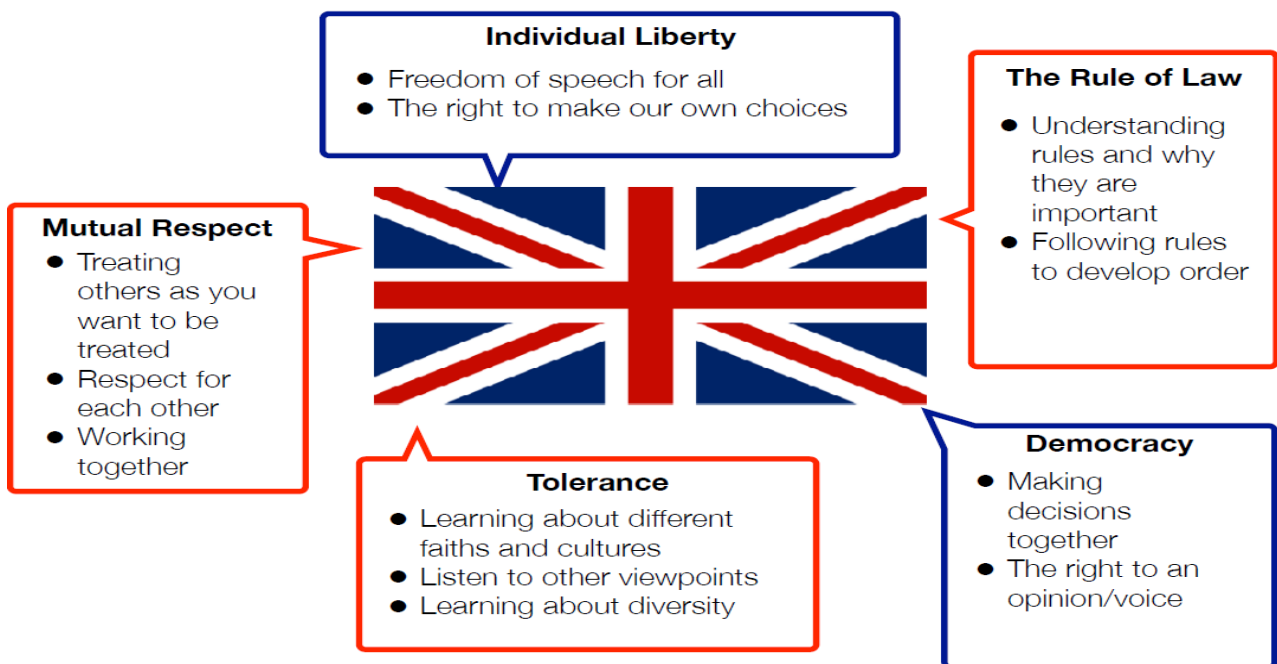 Individual Liberty
● Freedom of speech for all
● The right to make our own choices
The Rule of Law
● Understanding
rules and why
they are
important
● Following rules
to develop order
Mutual Respect
● Treating
others as you
want to be
treated
● Respect for
each other
● Working
together
Tolerance
● Learning about different
faiths and cultures
● Listen to other viewpoints
● Learning about diversity
Democracy
● Making
decisions
together
● The right to an
opinion/voice